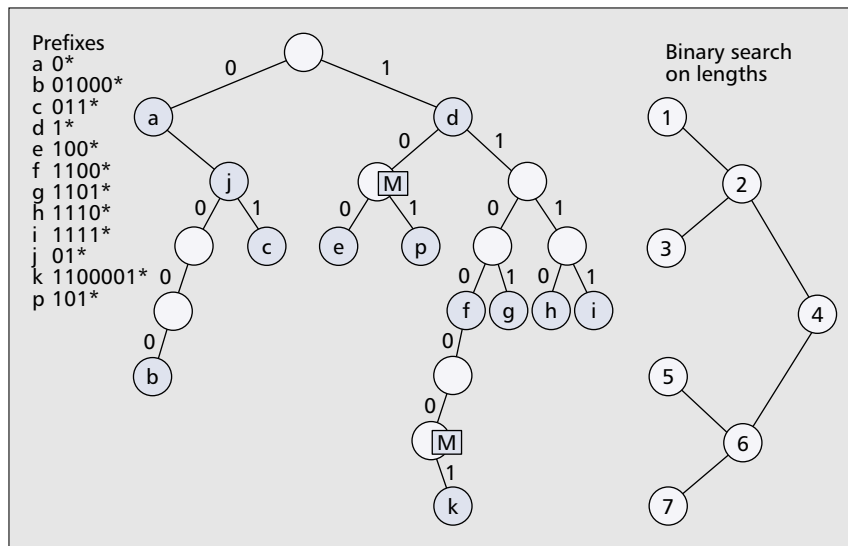 Prefixes
a 0*
b 01000*
c 011*
d 1*
e 100*
f 1100*
g 1101*
h 1110*
i 1111*
j 01*
k 1100001*
p 101*
0
1
a
d
0
1
j
M
0
1
0
1
0
1
c
e
p
0
0
1
0
1
f
g
h
i
0
0
b
0
M
1
k
Binary search
on lengths
1
2
3
4
5
6
7